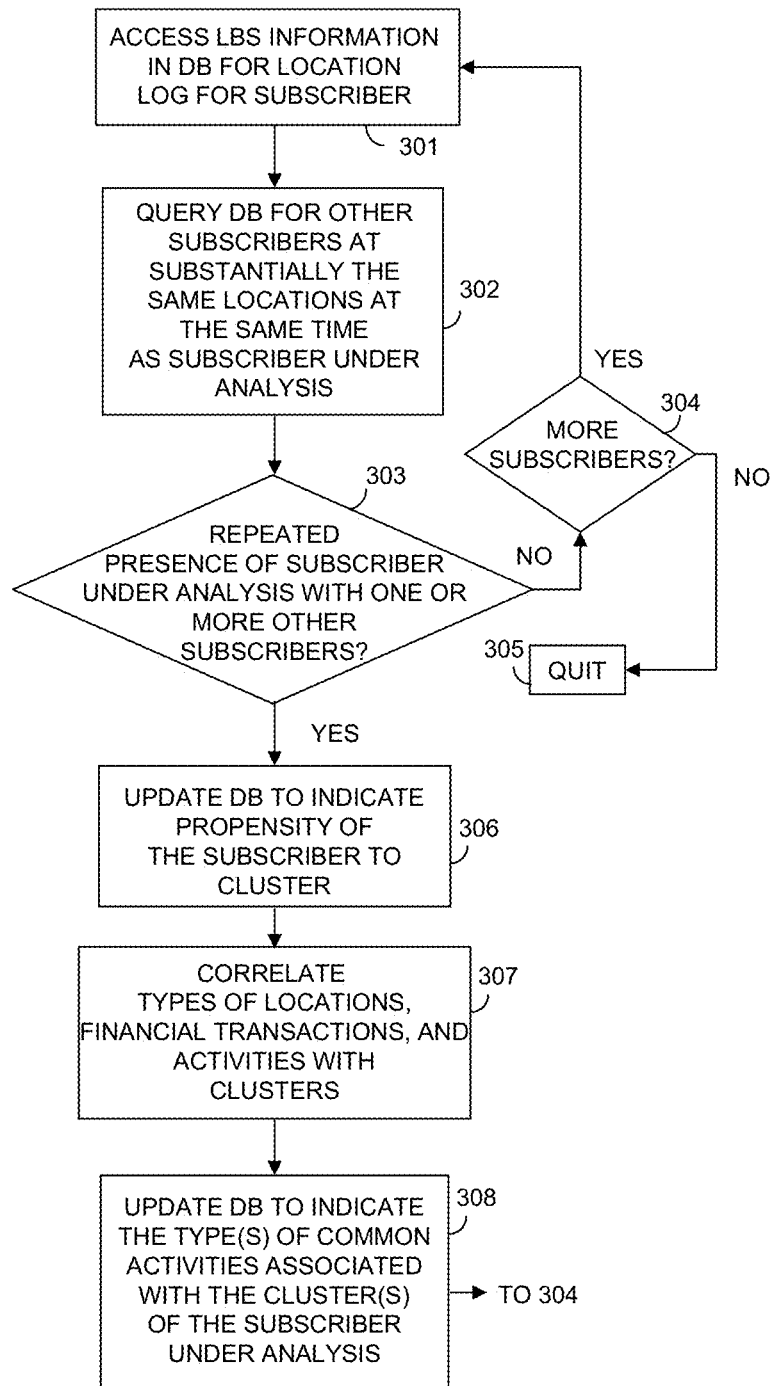 ACCESS LBS INFORMATION
IN DB FOR LOCATION
LOG FOR SUBSCRIBER
301
QUERY DB FOR OTHER
SUBSCRIBERS AT
SUBSTANTIALLY THE
SAME LOCATIONS AT
THE SAME TIME
AS SUBSCRIBER UNDER
ANALYSIS
302
YES
304
MORE
SUBSCRIBERS?
NO
303
REPEATED
PRESENCE OF SUBSCRIBER
UNDER ANALYSIS WITH ONE OR
MORE OTHER
SUBSCRIBERS?
NO
305
QUIT
YES
UPDATE DB TO INDICATE
PROPENSITY OF
THE SUBSCRIBER TO
CLUSTER
306
CORRELATE
TYPES OF LOCATIONS,
FINANCIAL TRANSACTIONS, AND
ACTIVITIES WITH
CLUSTERS
307
UPDATE DB TO INDICATE
THE TYPE(S) OF COMMON
ACTIVITIES ASSOCIATED
WITH THE CLUSTER(S)
OF THE SUBSCRIBER
UNDER ANALYSIS
308
TO 304